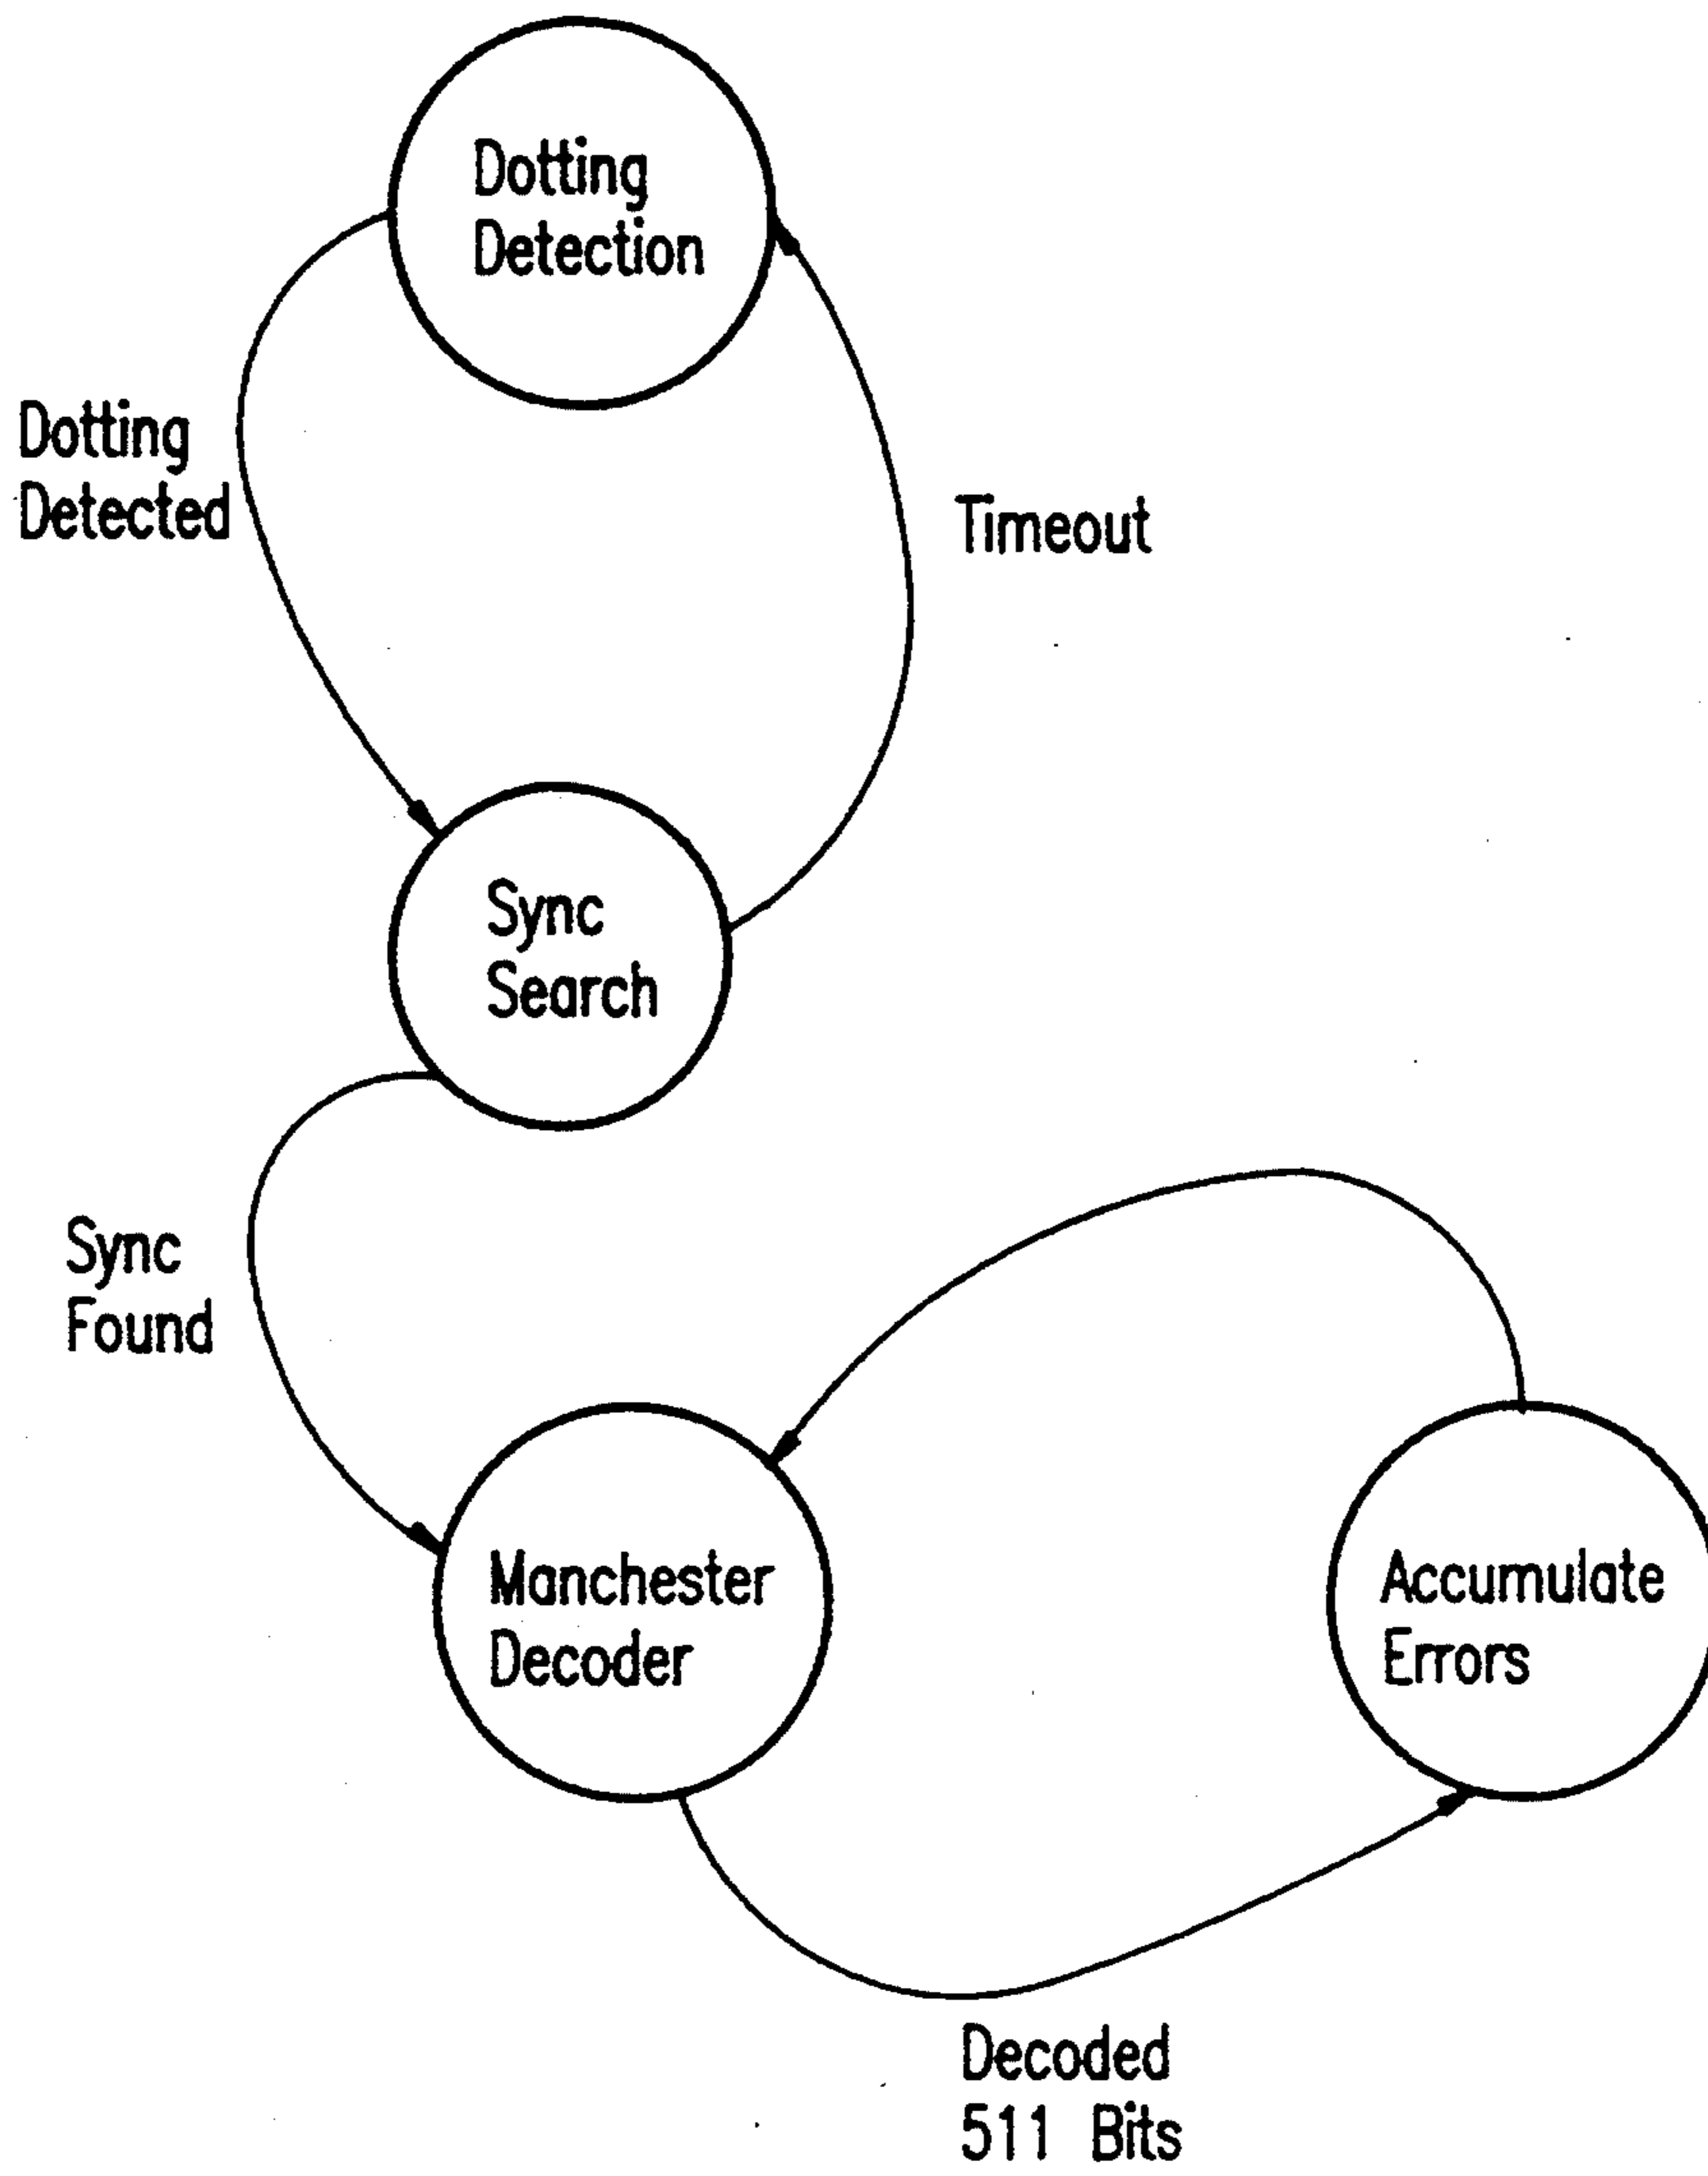 Dotting
Detection
Dotting
Detected
Timeout
Sync
Search
Sync
Found
Manchester
Decoder
Accumulate
Errors
Decoded
511 Bits